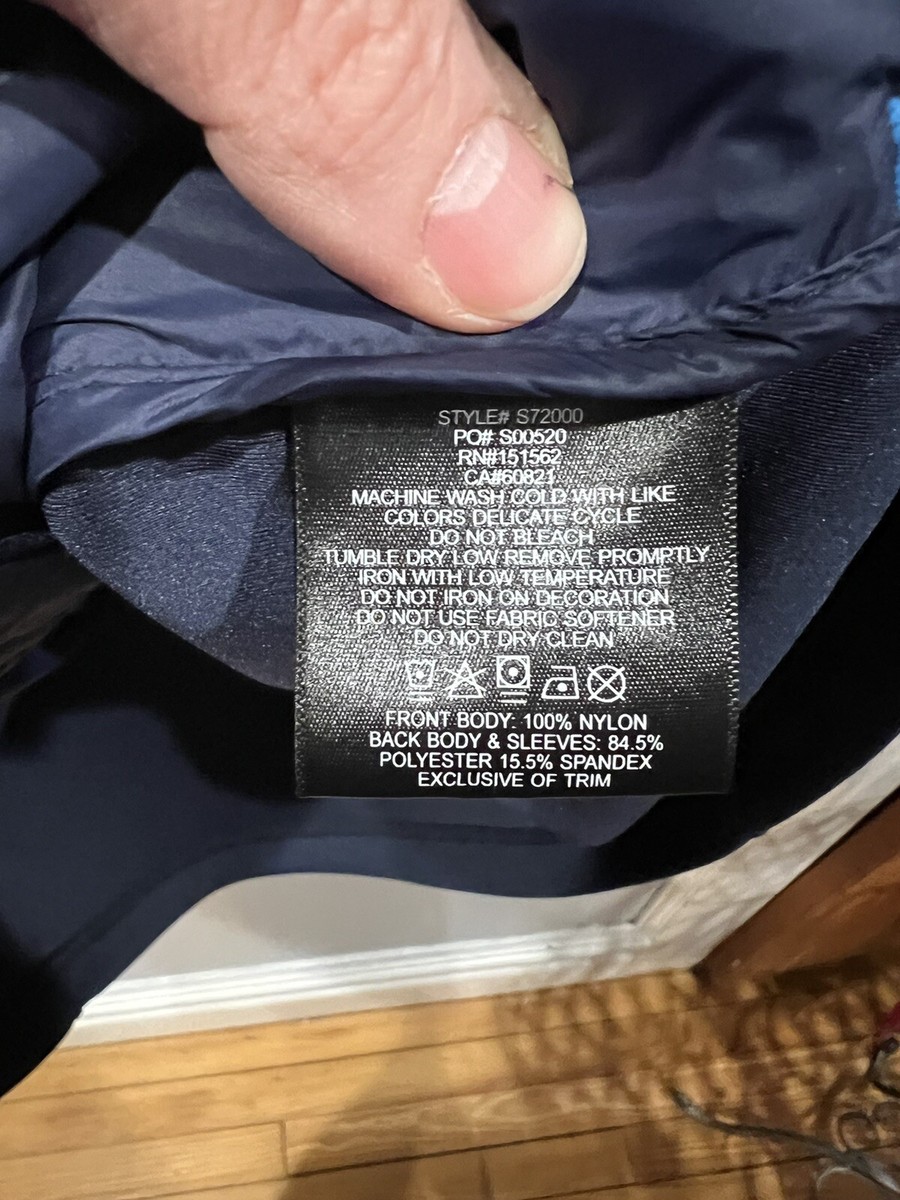 STYLE# S72000
PO# S00520
RN#151562
CA#60821
MACHINE WASH COLD WITH LIKE
COLORS DELICATE CYCLE
DO NOT BLEACH
TUMBLE DRY LOW REMOVE PROMPTLY
IRON WITH LOW TEMPERATURE
DO NOT IRON ON DECORATION
DO NOT USE FABRIC SOFTENER
DO NOT DRY CLEAN
FRONT BODY: 100% NYLON
BACK BODY & SLEEVES: 84.5%
POLYESTER 15.5% SPANDEX
EXCLUSIVE OF TRIM